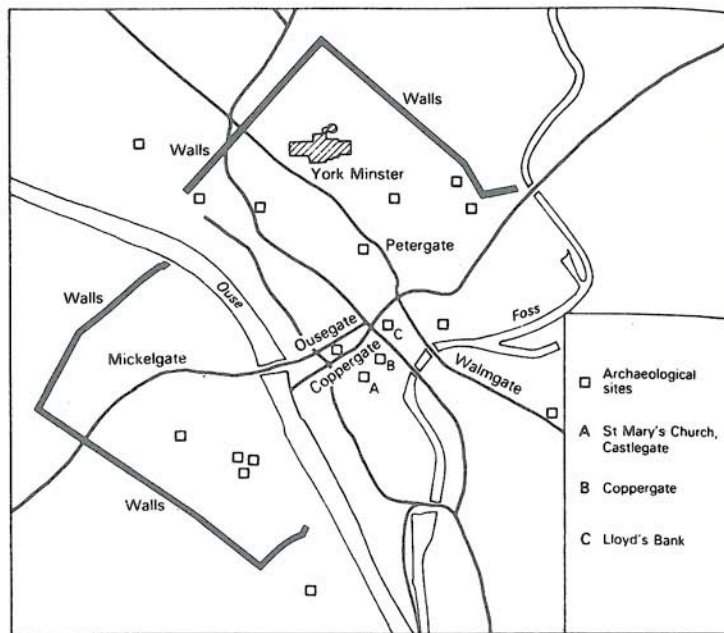 Walls
Walls
York Minster
Petergate
Walls
Ouse
Foss
Ousegate
C
Mickelgate
Coppergate
B
Walmgate
A
Walls
Archaeological
sites
A St Mary's Church,
Castlegate
B Coppergate
C Lloyd's Bank